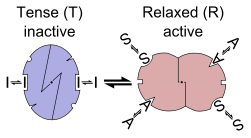 Tense (T)
inactive
Relaxed (R)
active
S⇌S
A⇌A
I⇌I
I⇌I
A⇌A
S⇌S